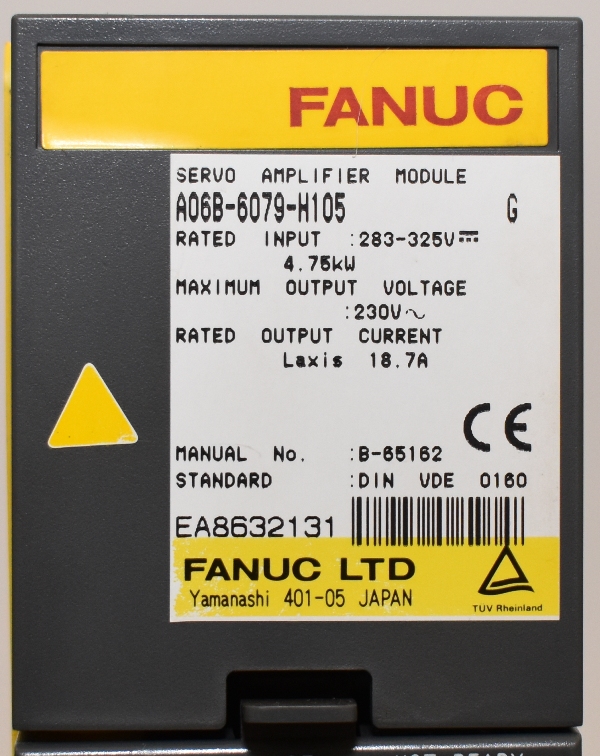 FANUC
SERVO AMPLIFIER MODULE
A06B-6079-H105 G
RATED INPUT :283-325V⎓
4.75kW
MAXIMUM OUTPUT VOLTAGE
:230V～
RATED OUTPUT CURRENT
Laxis 18.7A
CE
MANUAL No. :B-65162
STANDARD :DIN VDE 0160
EA8632131
FANUC LTD
Yamanashi 401-05 JAPAN
TÜV Rheinland
READY